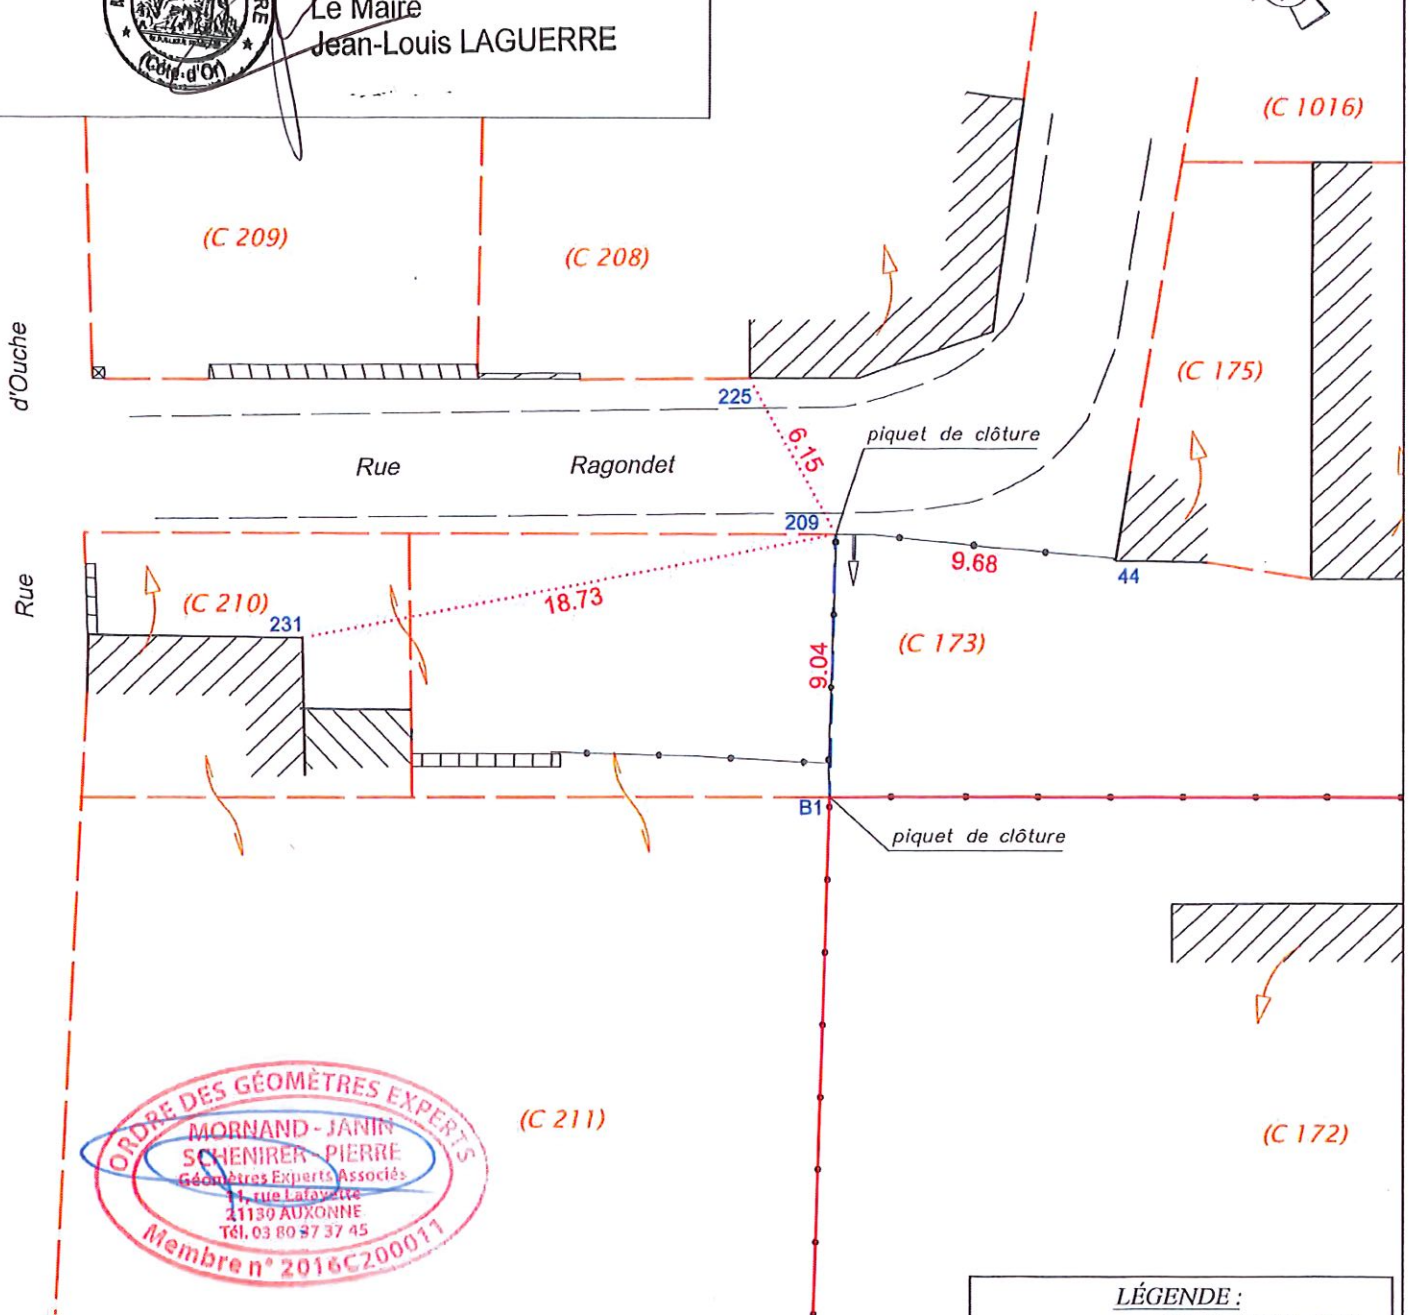 Le Maire
Jean-Louis LAGUERRE
(Côte-d'Or)
(C 1016)
(C 209)
(C 208)
(C 175)
d'Ouche
225
6.15
piquet de clôture
Rue Ragondet
209
9.68
44
Rue
(C 210)
231
18.73
9.04
(C 173)
B1
piquet de clôture
ORDRE DES GÉOMÈTRES EXPERTS
MORNAND - JANIN
SCHENIRER - PIERRE
Géomètres Experts Associés
11, rue Lafayette
21130 AUXONNE
Tél. 03 80 37 37 45
Membre n° 2016C200011
(C 211)
(C 172)
LÉGENDE :